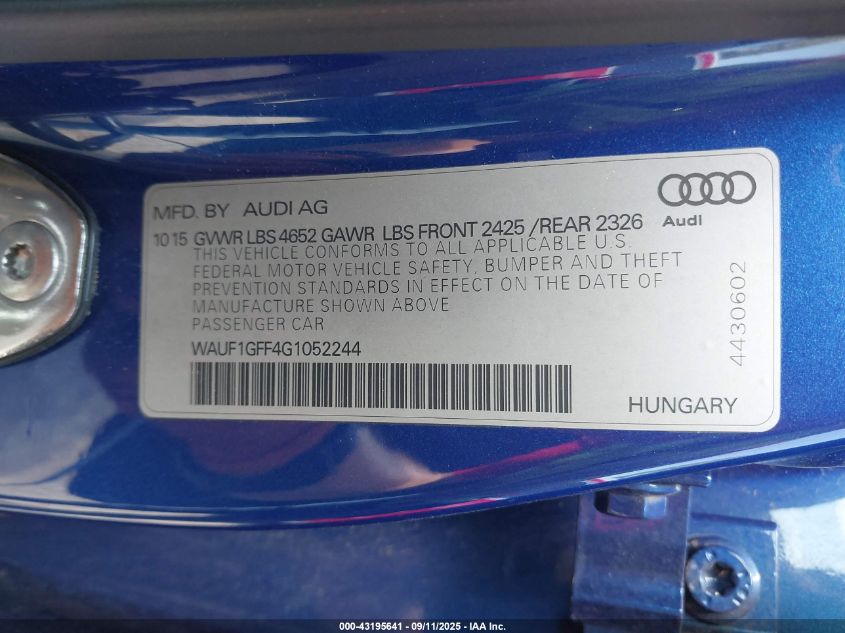 MFD. BY AUDI AG
Audi
10 15 GVWR LBS 4652 GAWR LBS FRONT 2425 /REAR 2326
THIS VEHICLE CONFORMS TO ALL APPLICABLE U.S.
FEDERAL MOTOR VEHICLE SAFETY, BUMPER AND THEFT
PREVENTION STANDARDS IN EFFECT ON THE DATE OF
MANUFACTURE SHOWN ABOVE
PASSENGER CAR
WAUF1GFF4G1052244
4430602
HUNGARY
000-43195641 - 09/11/2025 - IAA Inc.